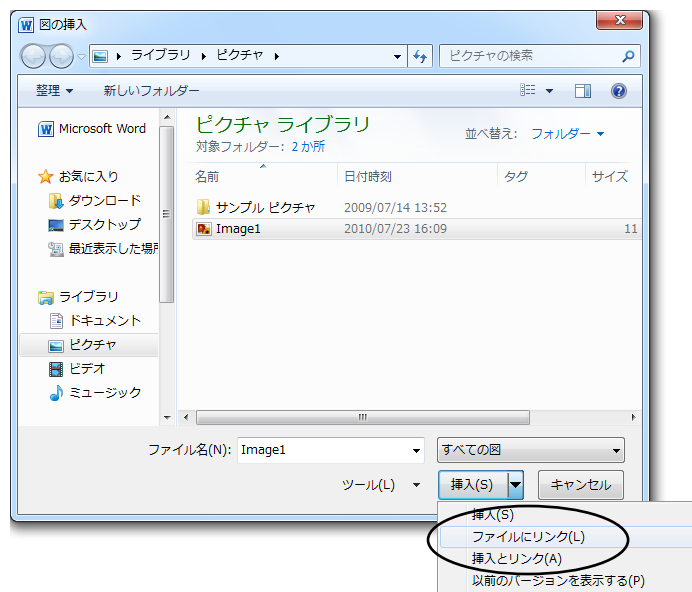 図の挿入
ライブラリ ピクチャ
ピクチャの検索
整理 新しいフォルダー
Microsoft Word
お気に入り
ダウンロード
デスクトップ
最近表示した場所
ライブラリ
ドキュメント
ピクチャ
ビデオ
ミュージック
ピクチャ ライブラリ
対象フォルダー: 2 か所
並べ替え: フォルダー
名前 日付時刻 タグ サイズ
サンプル ピクチャ 2009/07/14 13:52
Image1 2010/07/23 16:09 11
ファイル名(N): Image1 すべての図
ツール(L) 挿入(S) キャンセル
挿入(S)
ファイルにリンク(L)
挿入とリンク(A)
以前のバージョンを表示する(P)